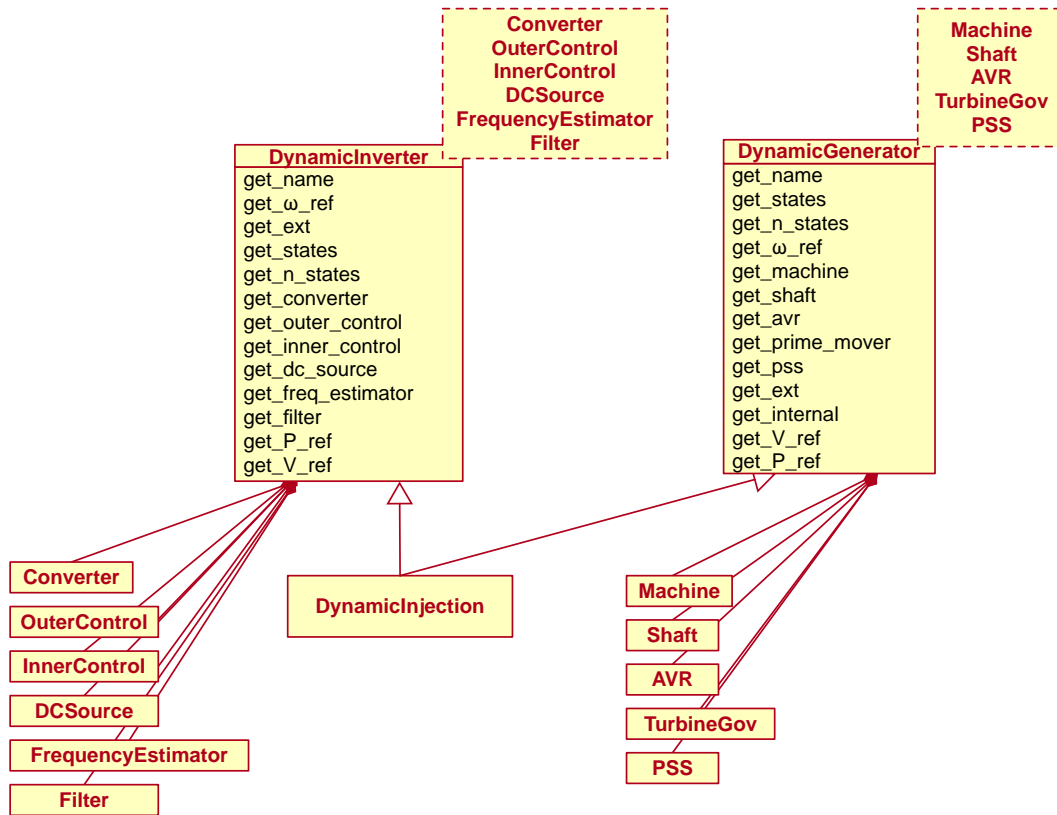 Converter
OuterControl
InnerControl
DCSource
FrequencyEstimator
Filter
DynamicInverter
get_name
get_ω_ref
get_ext
get_states
get_n_states
get_converter
get_outer_control
get_inner_control
get_dc_source
get_freq_estimator
get_filter
get_P_ref
get_V_ref
Machine
Shaft
AVR
TurbineGov
PSS
DynamicGenerator
get_name
get_states
get_n_states
get_ω_ref
get_machine
get_shaft
get_avr
get_prime_mover
get_pss
get_ext
get_internal
get_V_ref
get_P_ref
Converter
OuterControl
InnerControl
DCSource
FrequencyEstimator
Filter
DynamicInjection
Machine
Shaft
AVR
TurbineGov
PSS